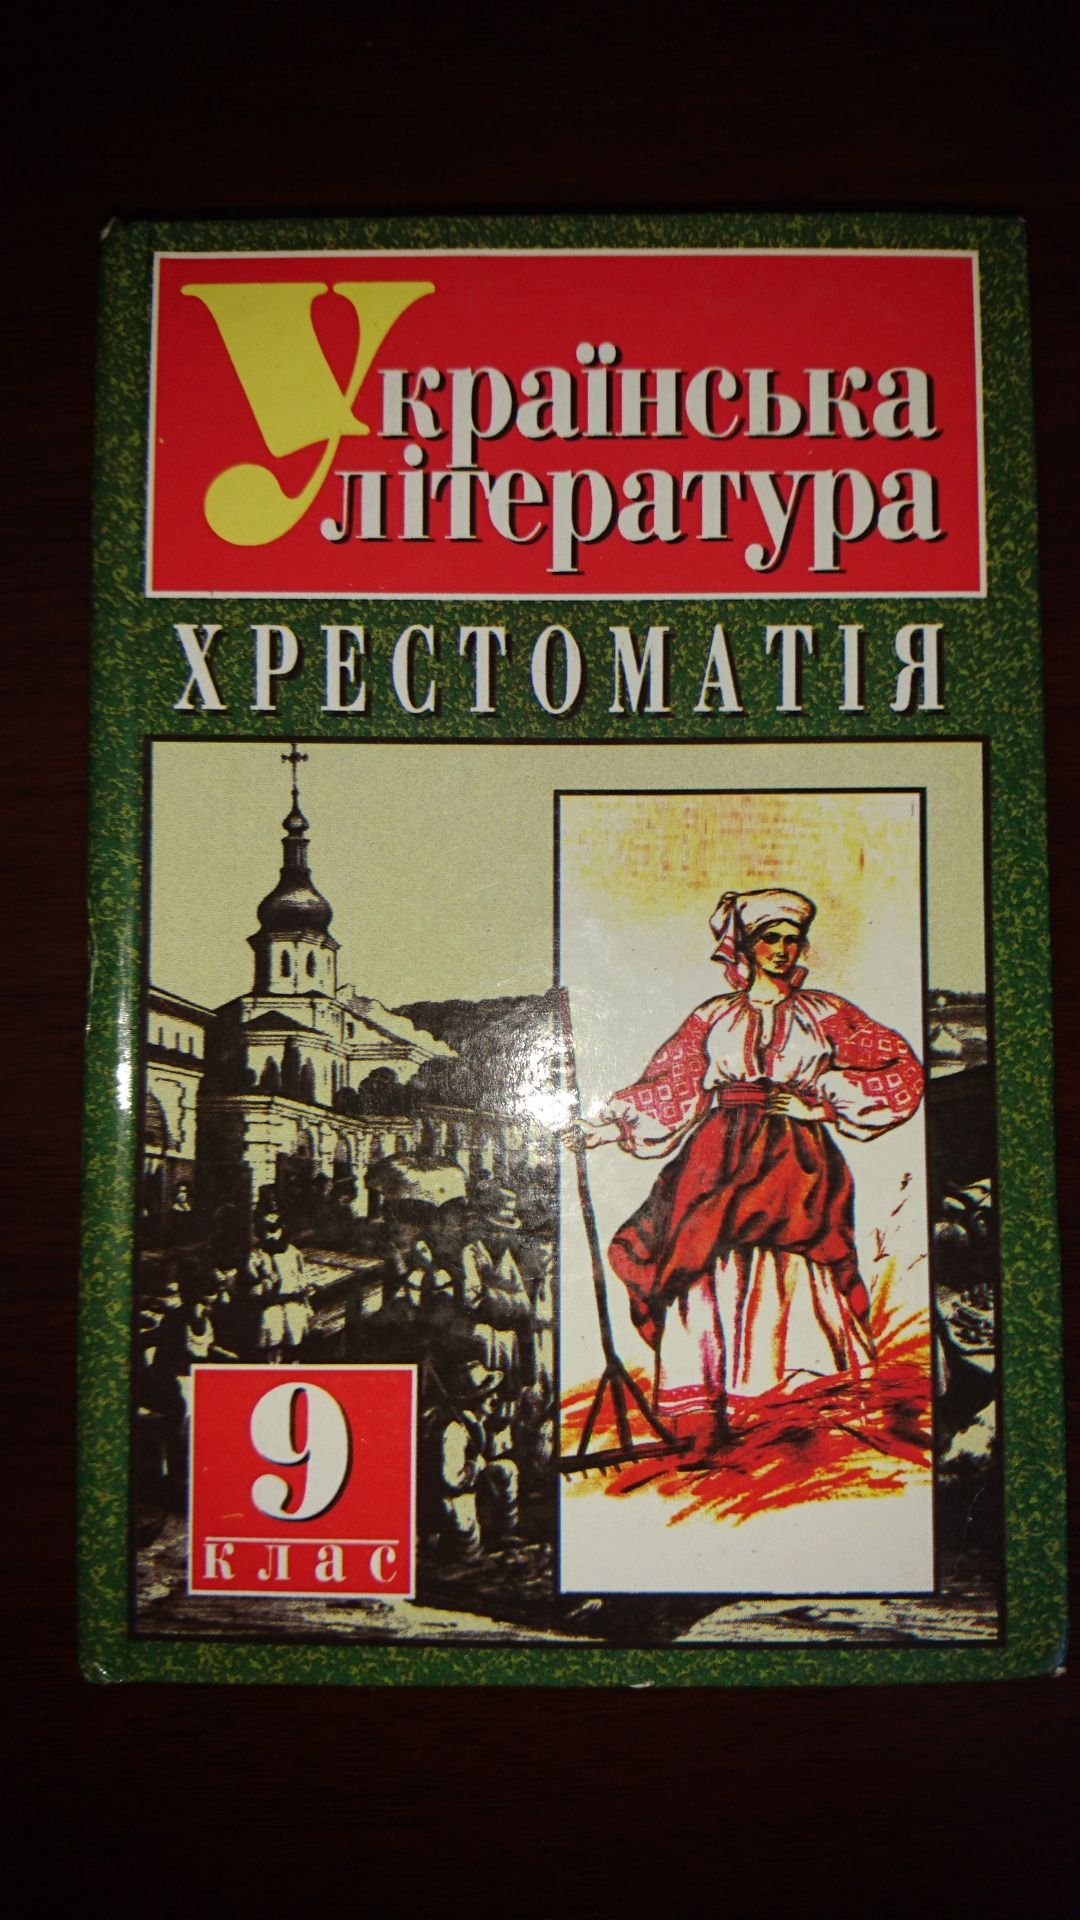 Українська
література
ХРЕСТОМАТІЯ
9
клас